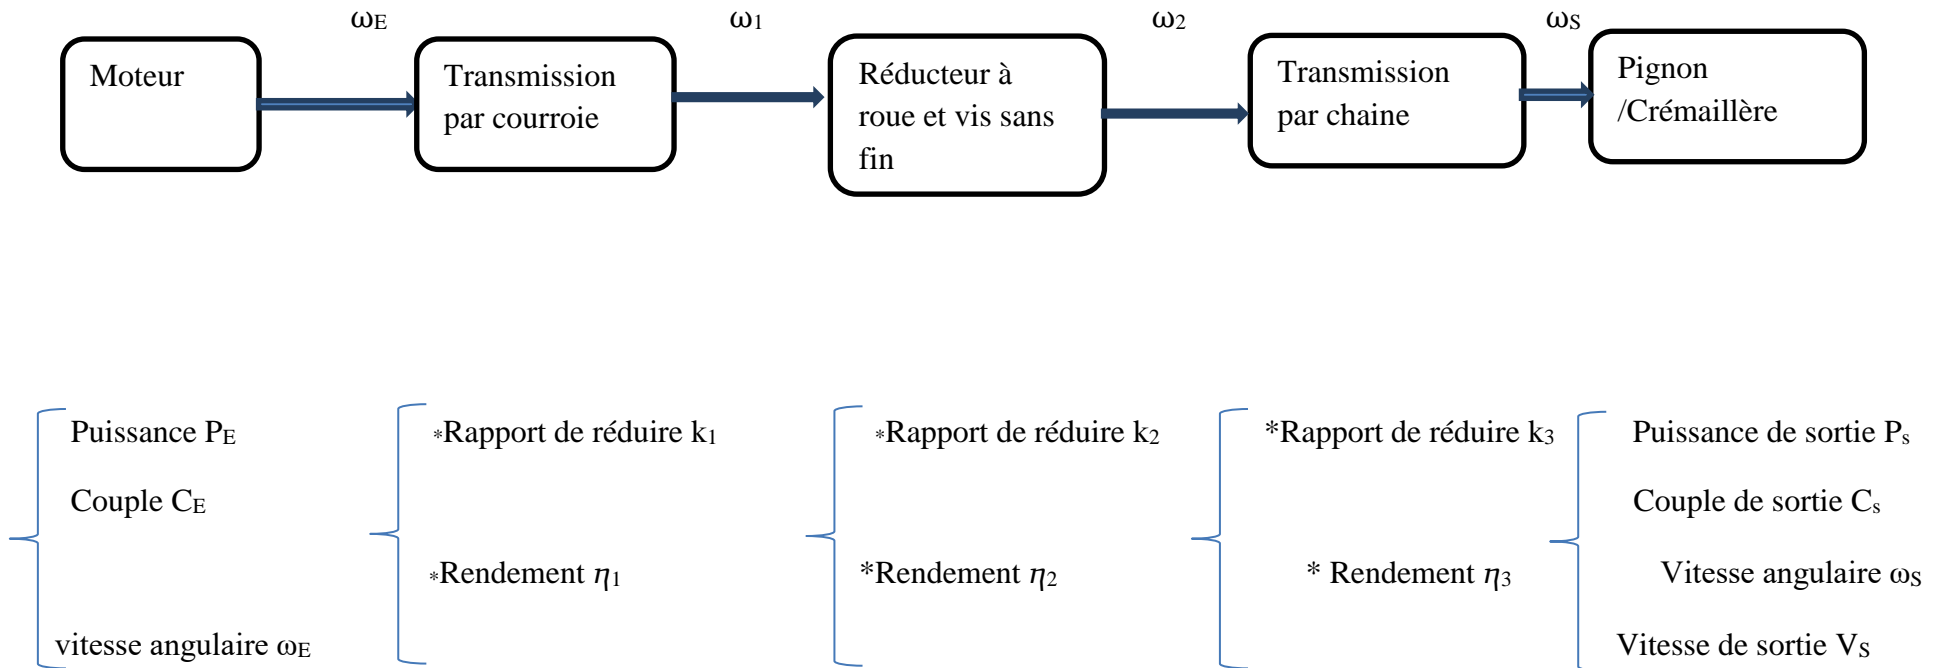 ωE ω1 ω2 ωS
Moteur
Transmission
par courroie
Réducteur à
roue et vis sans
fin
Transmission
par chaine
Pignon
/Crémaillère
Puissance PE
Couple CE
vitesse angulaire ωE
*Rapport de réduire k1
*Rendement η1
*Rapport de réduire k2
*Rendement η2
*Rapport de réduire k3
* Rendement η3
Puissance de sortie Ps
Couple de sortie Cs
Vitesse angulaire ωS
Vitesse de sortie VS